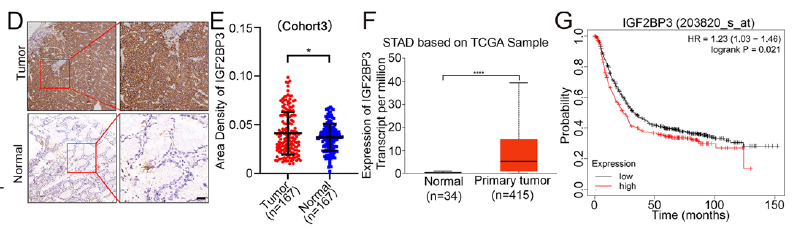 D
Tumor
Normal
E
(Cohort3)
Area Density of IGF2BP3
0.15
0.10
0.05
0.00
*
Tumor
(n=167)
Normal
(n=167)
F
STAD based on TCGA Sample
Expression of IGF2BP3
Transcript per million
50
40
30
20
10
0
****
Normal
(n=34)
Primary tumor
(n=415)
G
IGF2BP3 (203820_s_at)
HR = 1.23 (1.03 − 1.46)
logrank P = 0.021
Probability
1.0
0.8
0.6
0.4
0.2
0.0
Expression
low
high
0
50
100
150
Time (months)